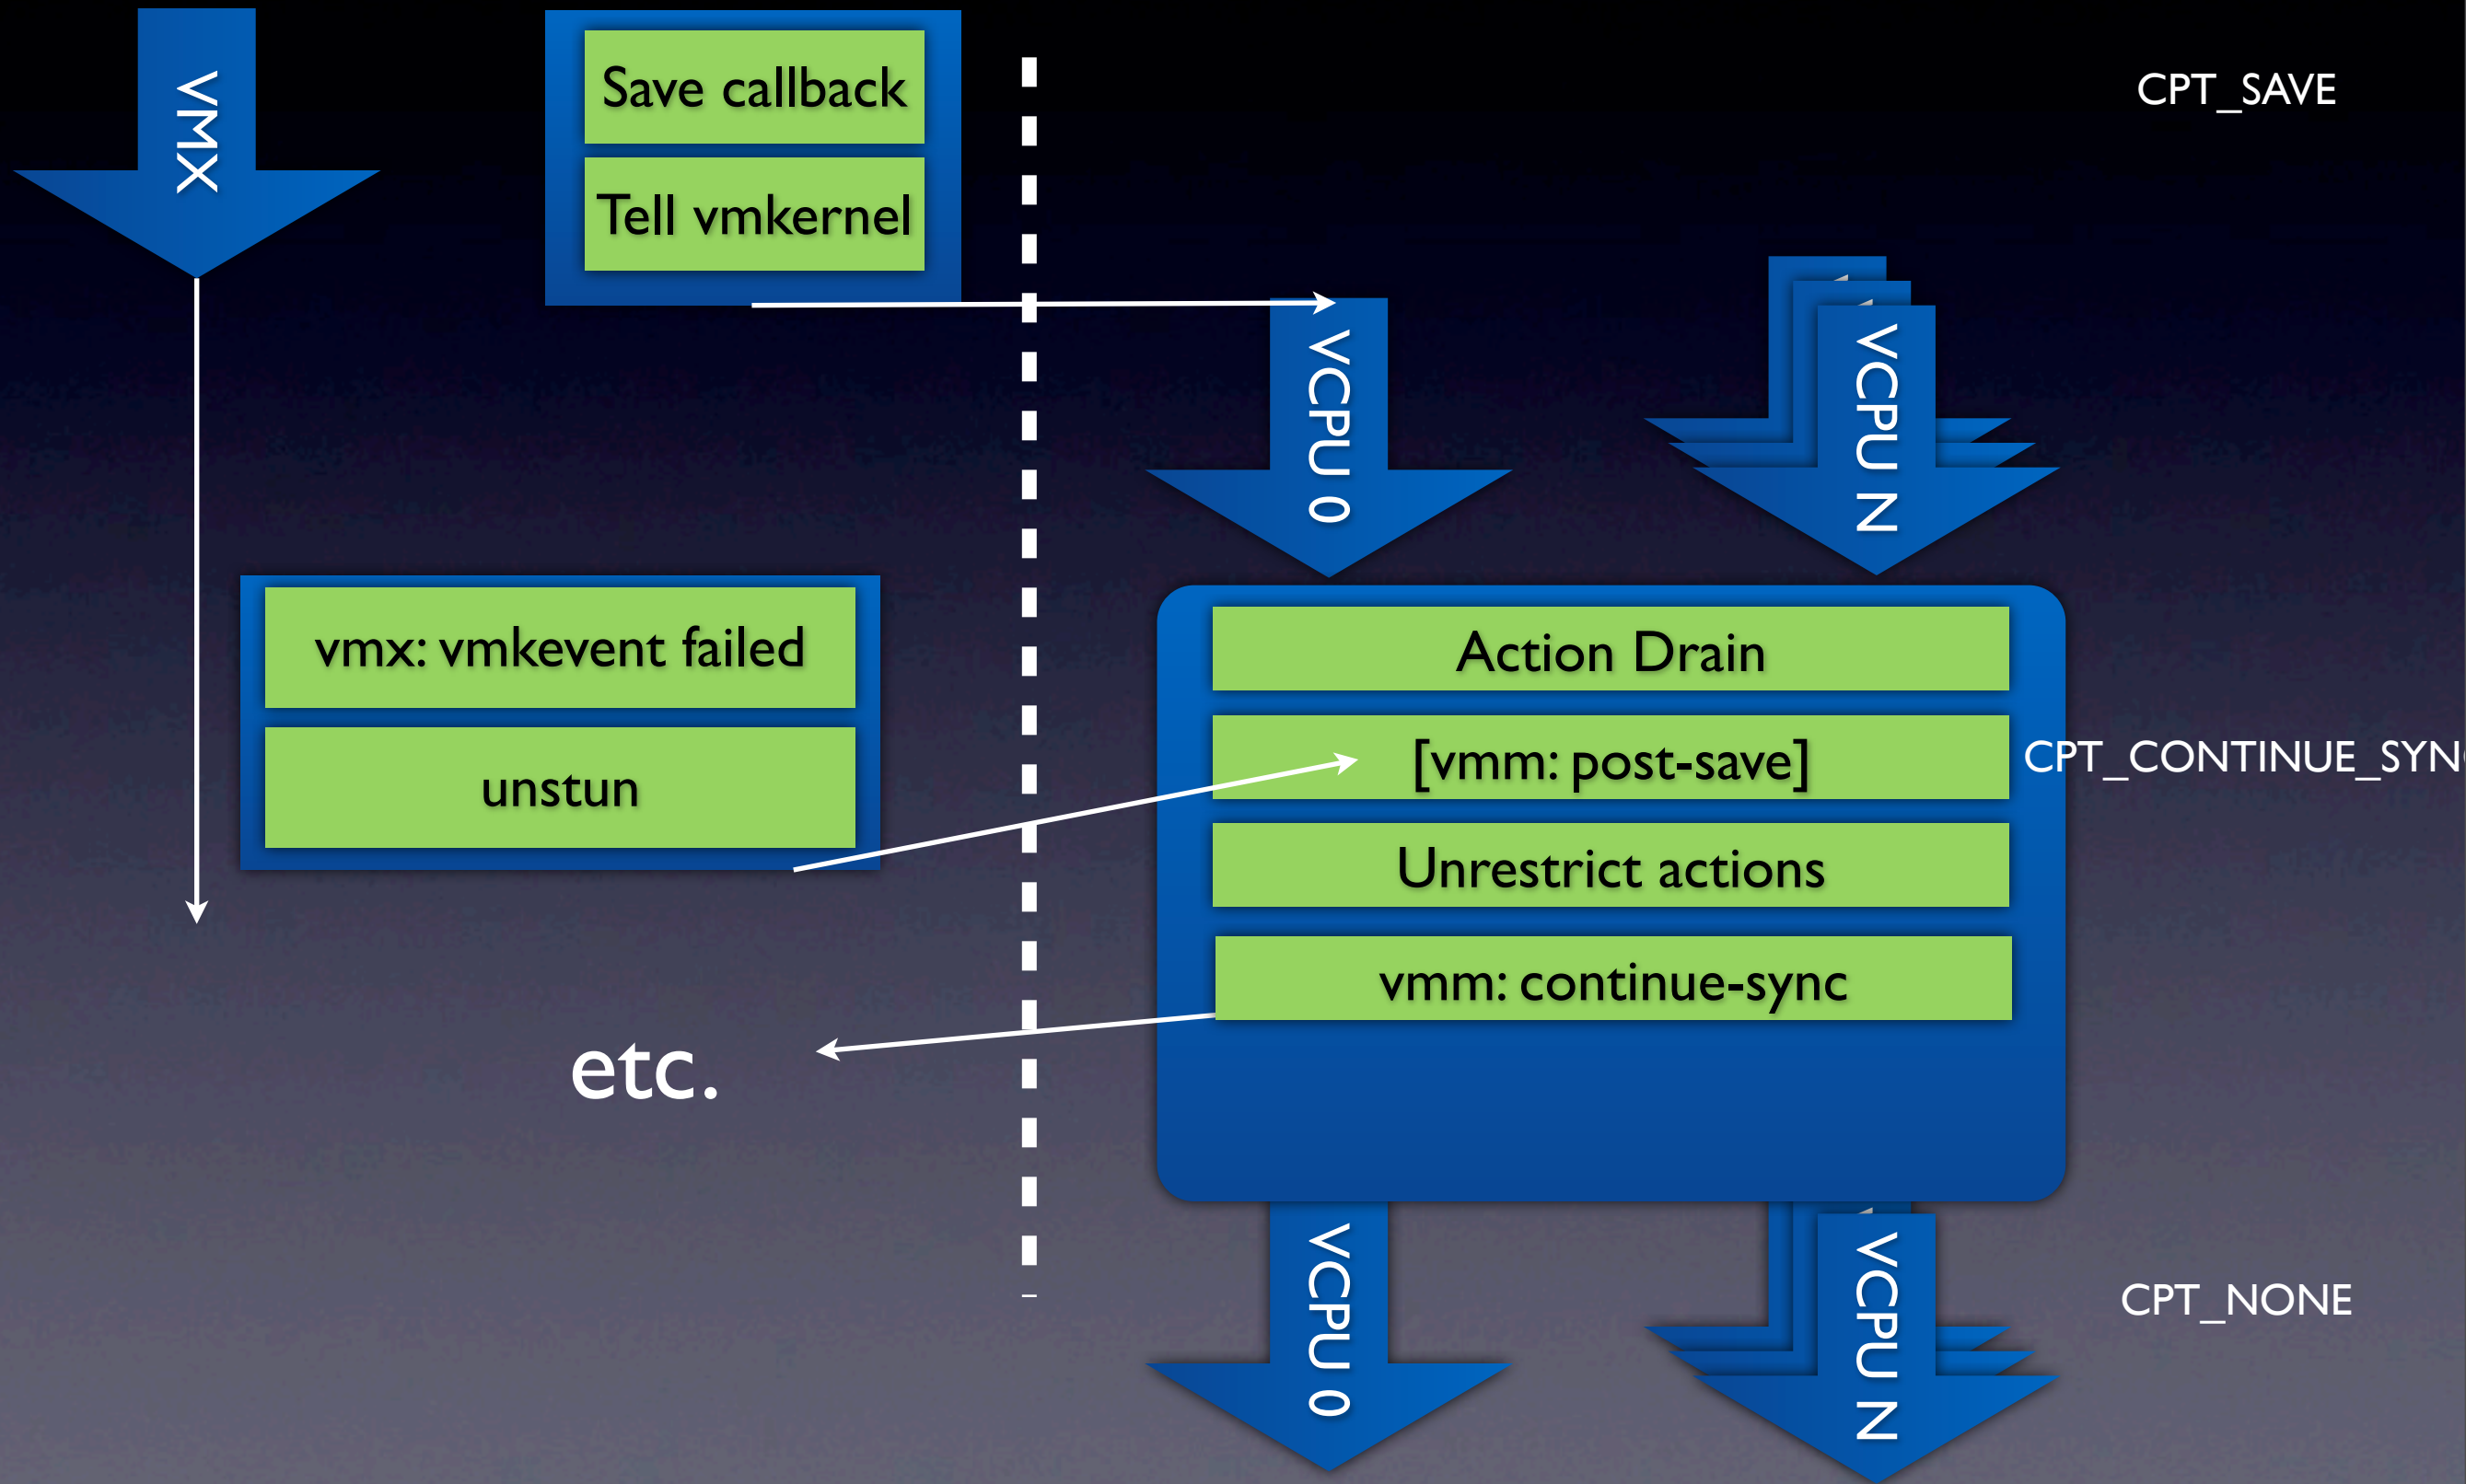 VMX
Save callback
Tell vmkernel
CPT_SAVE
VCPU 0
VCPU N
vmx: vmkevent failed
unstun
Action Drain
[vmm: post-save]
Unrestrict actions
vmm: continue-sync
CPT_CONTINUE_SYN
etc.
VCPU 0
VCPU N
CPT_NONE